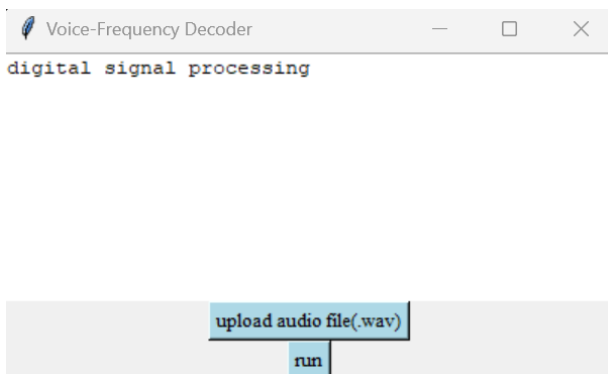 Voice-Frequency Decoder
digital signal processing
upload audio file(.wav)
run